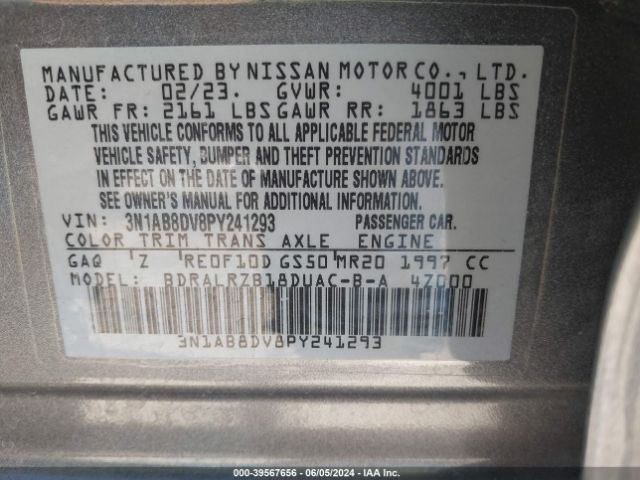 MANUFACTURED BY NISSAN MOTOR CO., LTD.
DATE: 02/23. GVWR: 4001 LBS
GAWR FR: 2161 LBS GAWR RR: 1863 LBS
THIS VEHICLE CONFORMS TO ALL APPLICABLE FEDERAL MOTOR
VEHICLE SAFETY, BUMPER AND THEFT PREVENTION STANDARDS
IN EFFECT ON THE DATE OF MANUFACTURE SHOWN ABOVE.
SEE OWNER'S MANUAL FOR ADDITIONAL INFORMATION.
VIN: 3N1AB8DV8PY241293 PASSENGER CAR.
COLOR TRIM TRANS AXLE ENGINE
GAQ Z RE0F10D GS50 MR20 1997 CC
MODEL: BDRALRZB18DUAC-B-A 4Z000
3N1AB8DV8PY241293
000-39567656 - 06/05/2024 - IAA Inc.